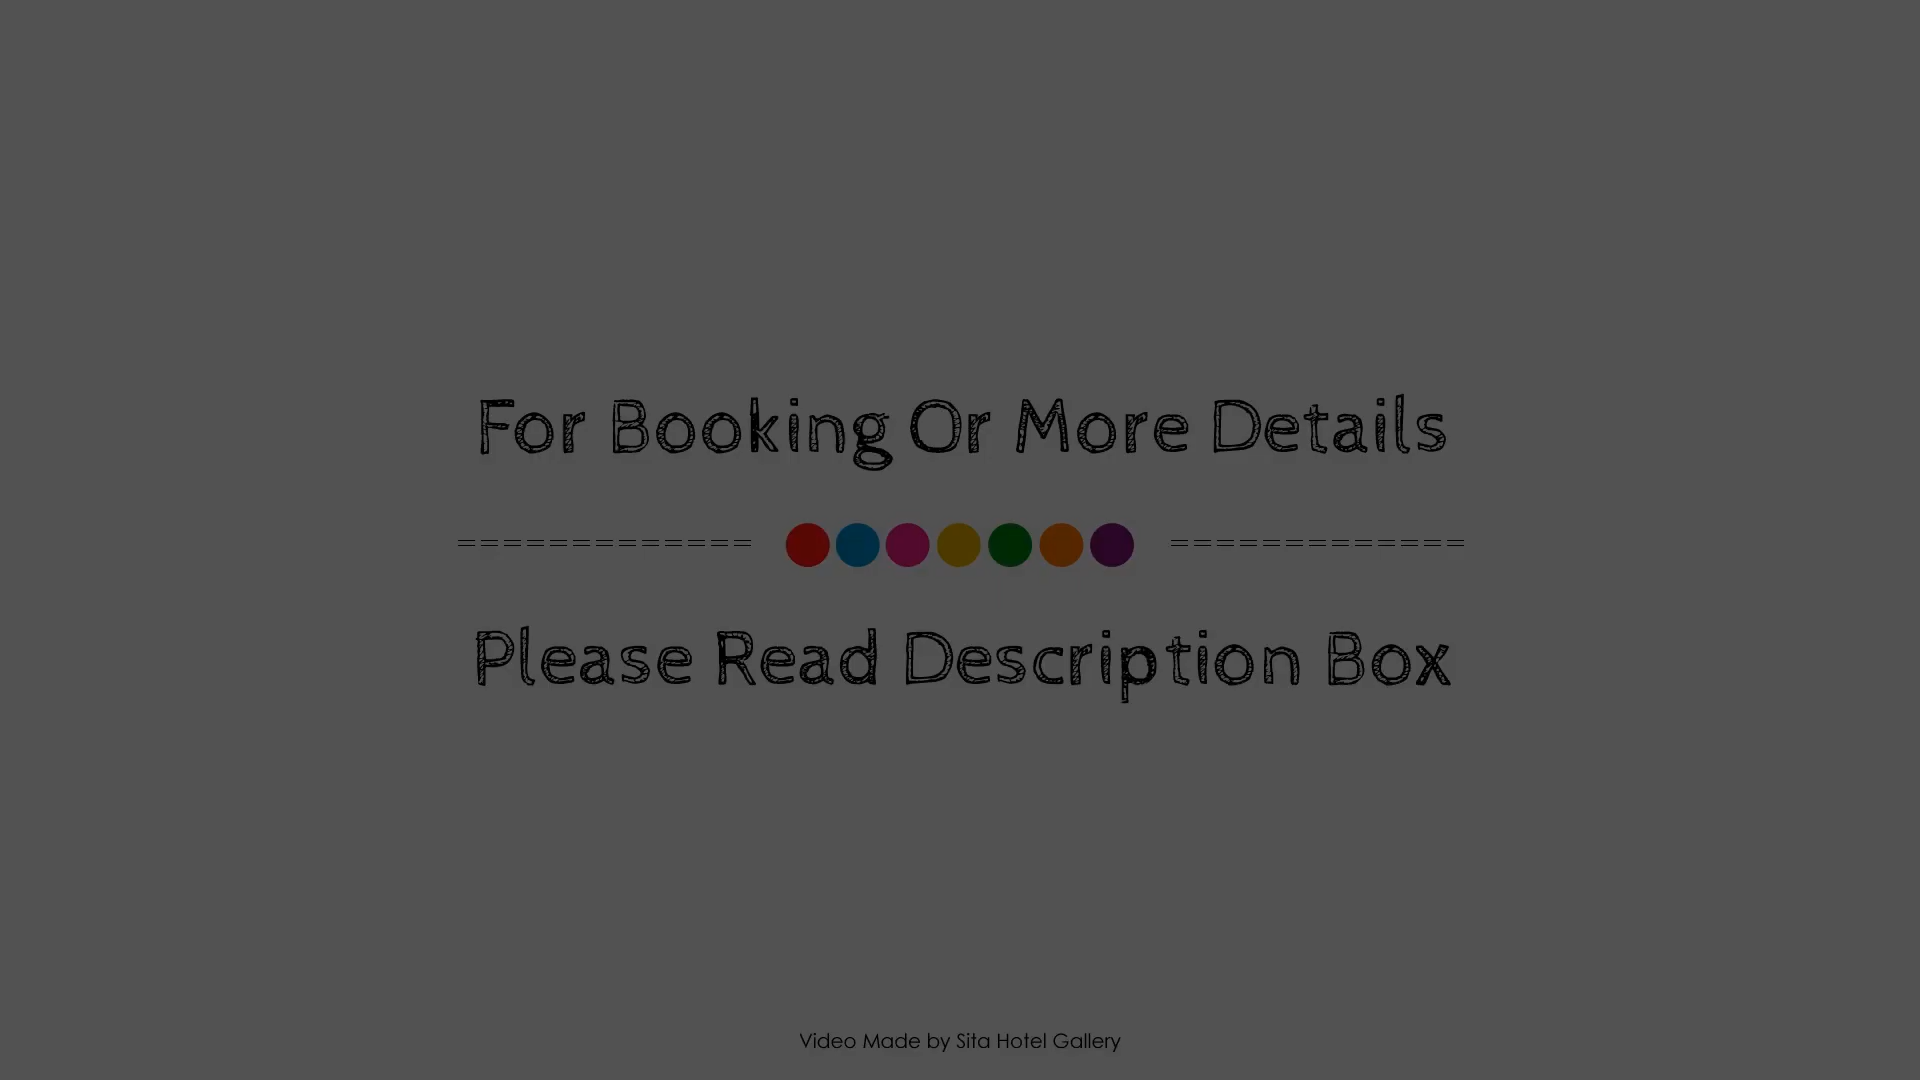 For Booking Or More Details
============= =============
Please Read Description Box
Video Made by Sita Hotel Gallery